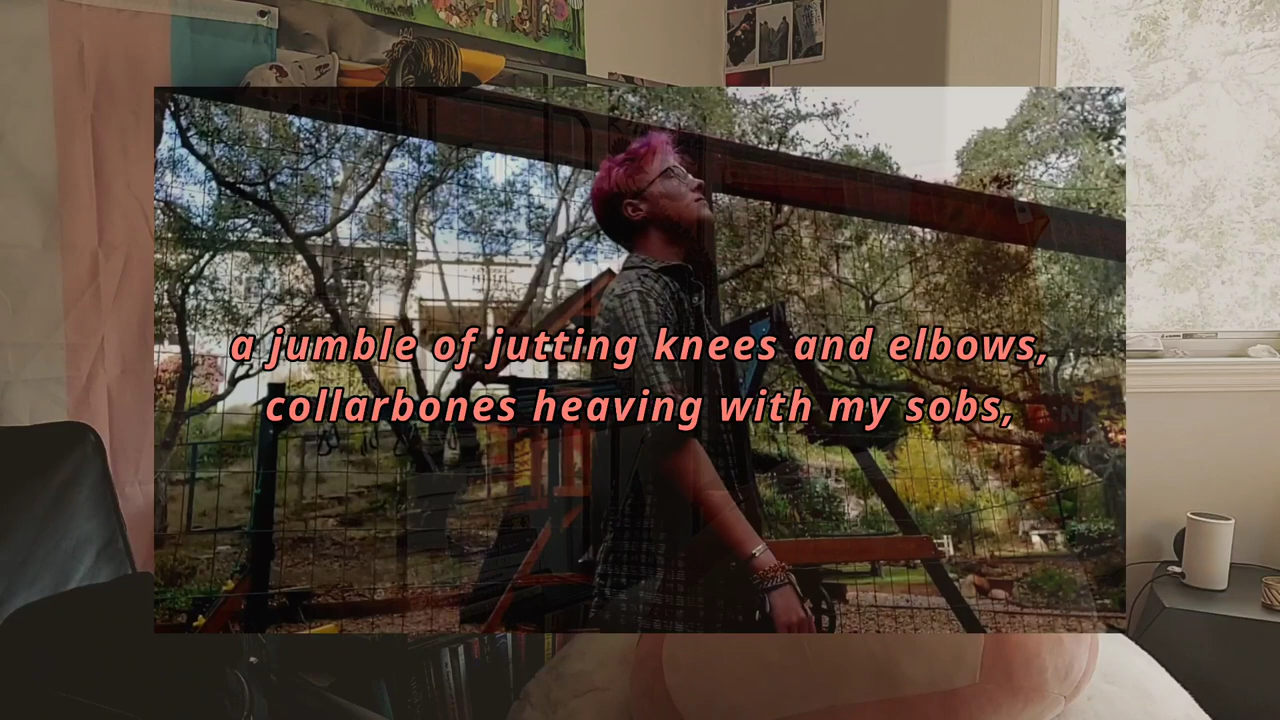 a jumble of jutting knees and elbows,
collarbones heaving with my sobs,